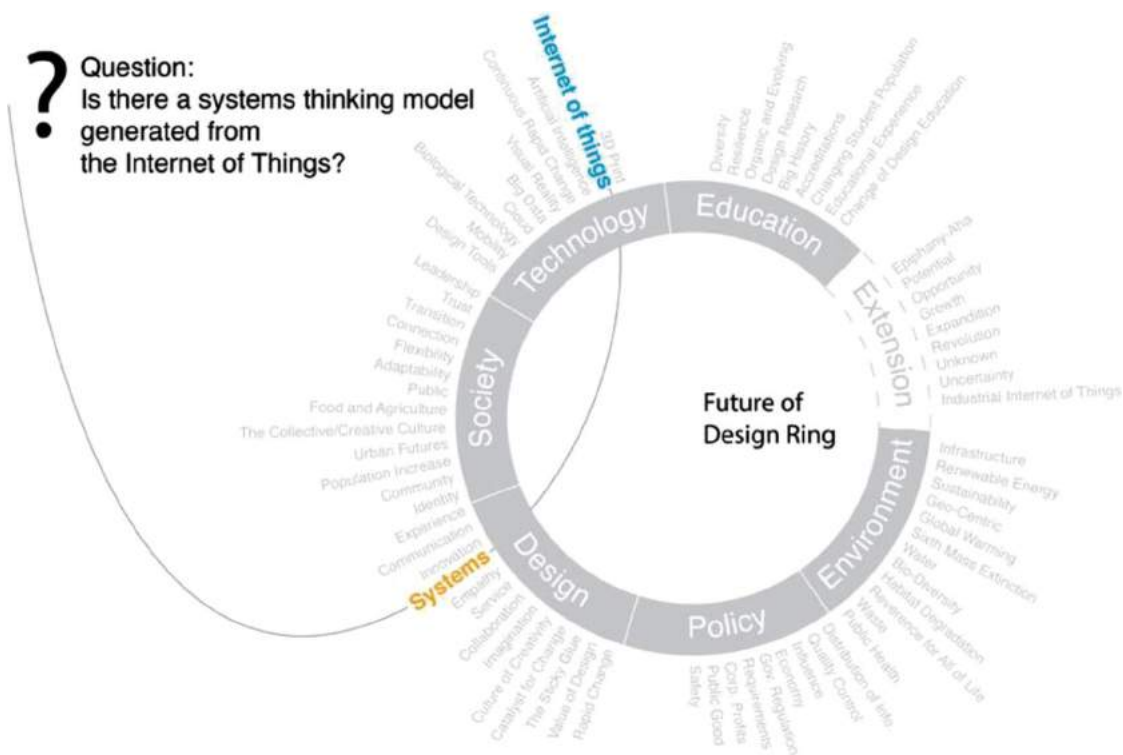 ?
Question:
Is there a systems thinking model
generated from
the Internet of Things?
Future of
Design Ring
Technology
Biological Technology
Design Tools
Mobility
Cloud
Big Data
Visual Reality
Continuous Rapid Change
Artificial Intelligence
Internet of things
3D Print
Education
Diversity
Resilience
Organic and Evolving
Design Research
Big History
Accreditations
Changing Student Population
Educational Experience
Change of Design Education
Extension
Epiphany-Aha
Potential
Opportunity
Growth
Expandition
Revolution
Unknown
Uncertainty
Industrial Internet of Things
Environment
Infrastructure
Renewable Energy
Sustainability
Geo-Centric
Global Warming
Sixth Mass Extinction
Water
Bio-Diversity
Habitat Degradation
Reverence for All of Life
Waste
Public Health
Policy
Distribution of Info
Quality Control
Influence
Economy
Gov. Regulation
Requirements
Corp. Profits
Public Good
Safety
Design
Rapid Change
Value of Design
The Sticky Glue
Catalyst for Change
Culure of Creativity
Imagination
Collaboration
Service
Empathy
Systems
Innovation
Communication
Experience
Society
Identity
Community
Population Increase
Urban Futures
The Collective/Creative Culture
Food and Agriculture
Public
Adaptability
Flexibility
Connection
Transition
Trust
Leadership